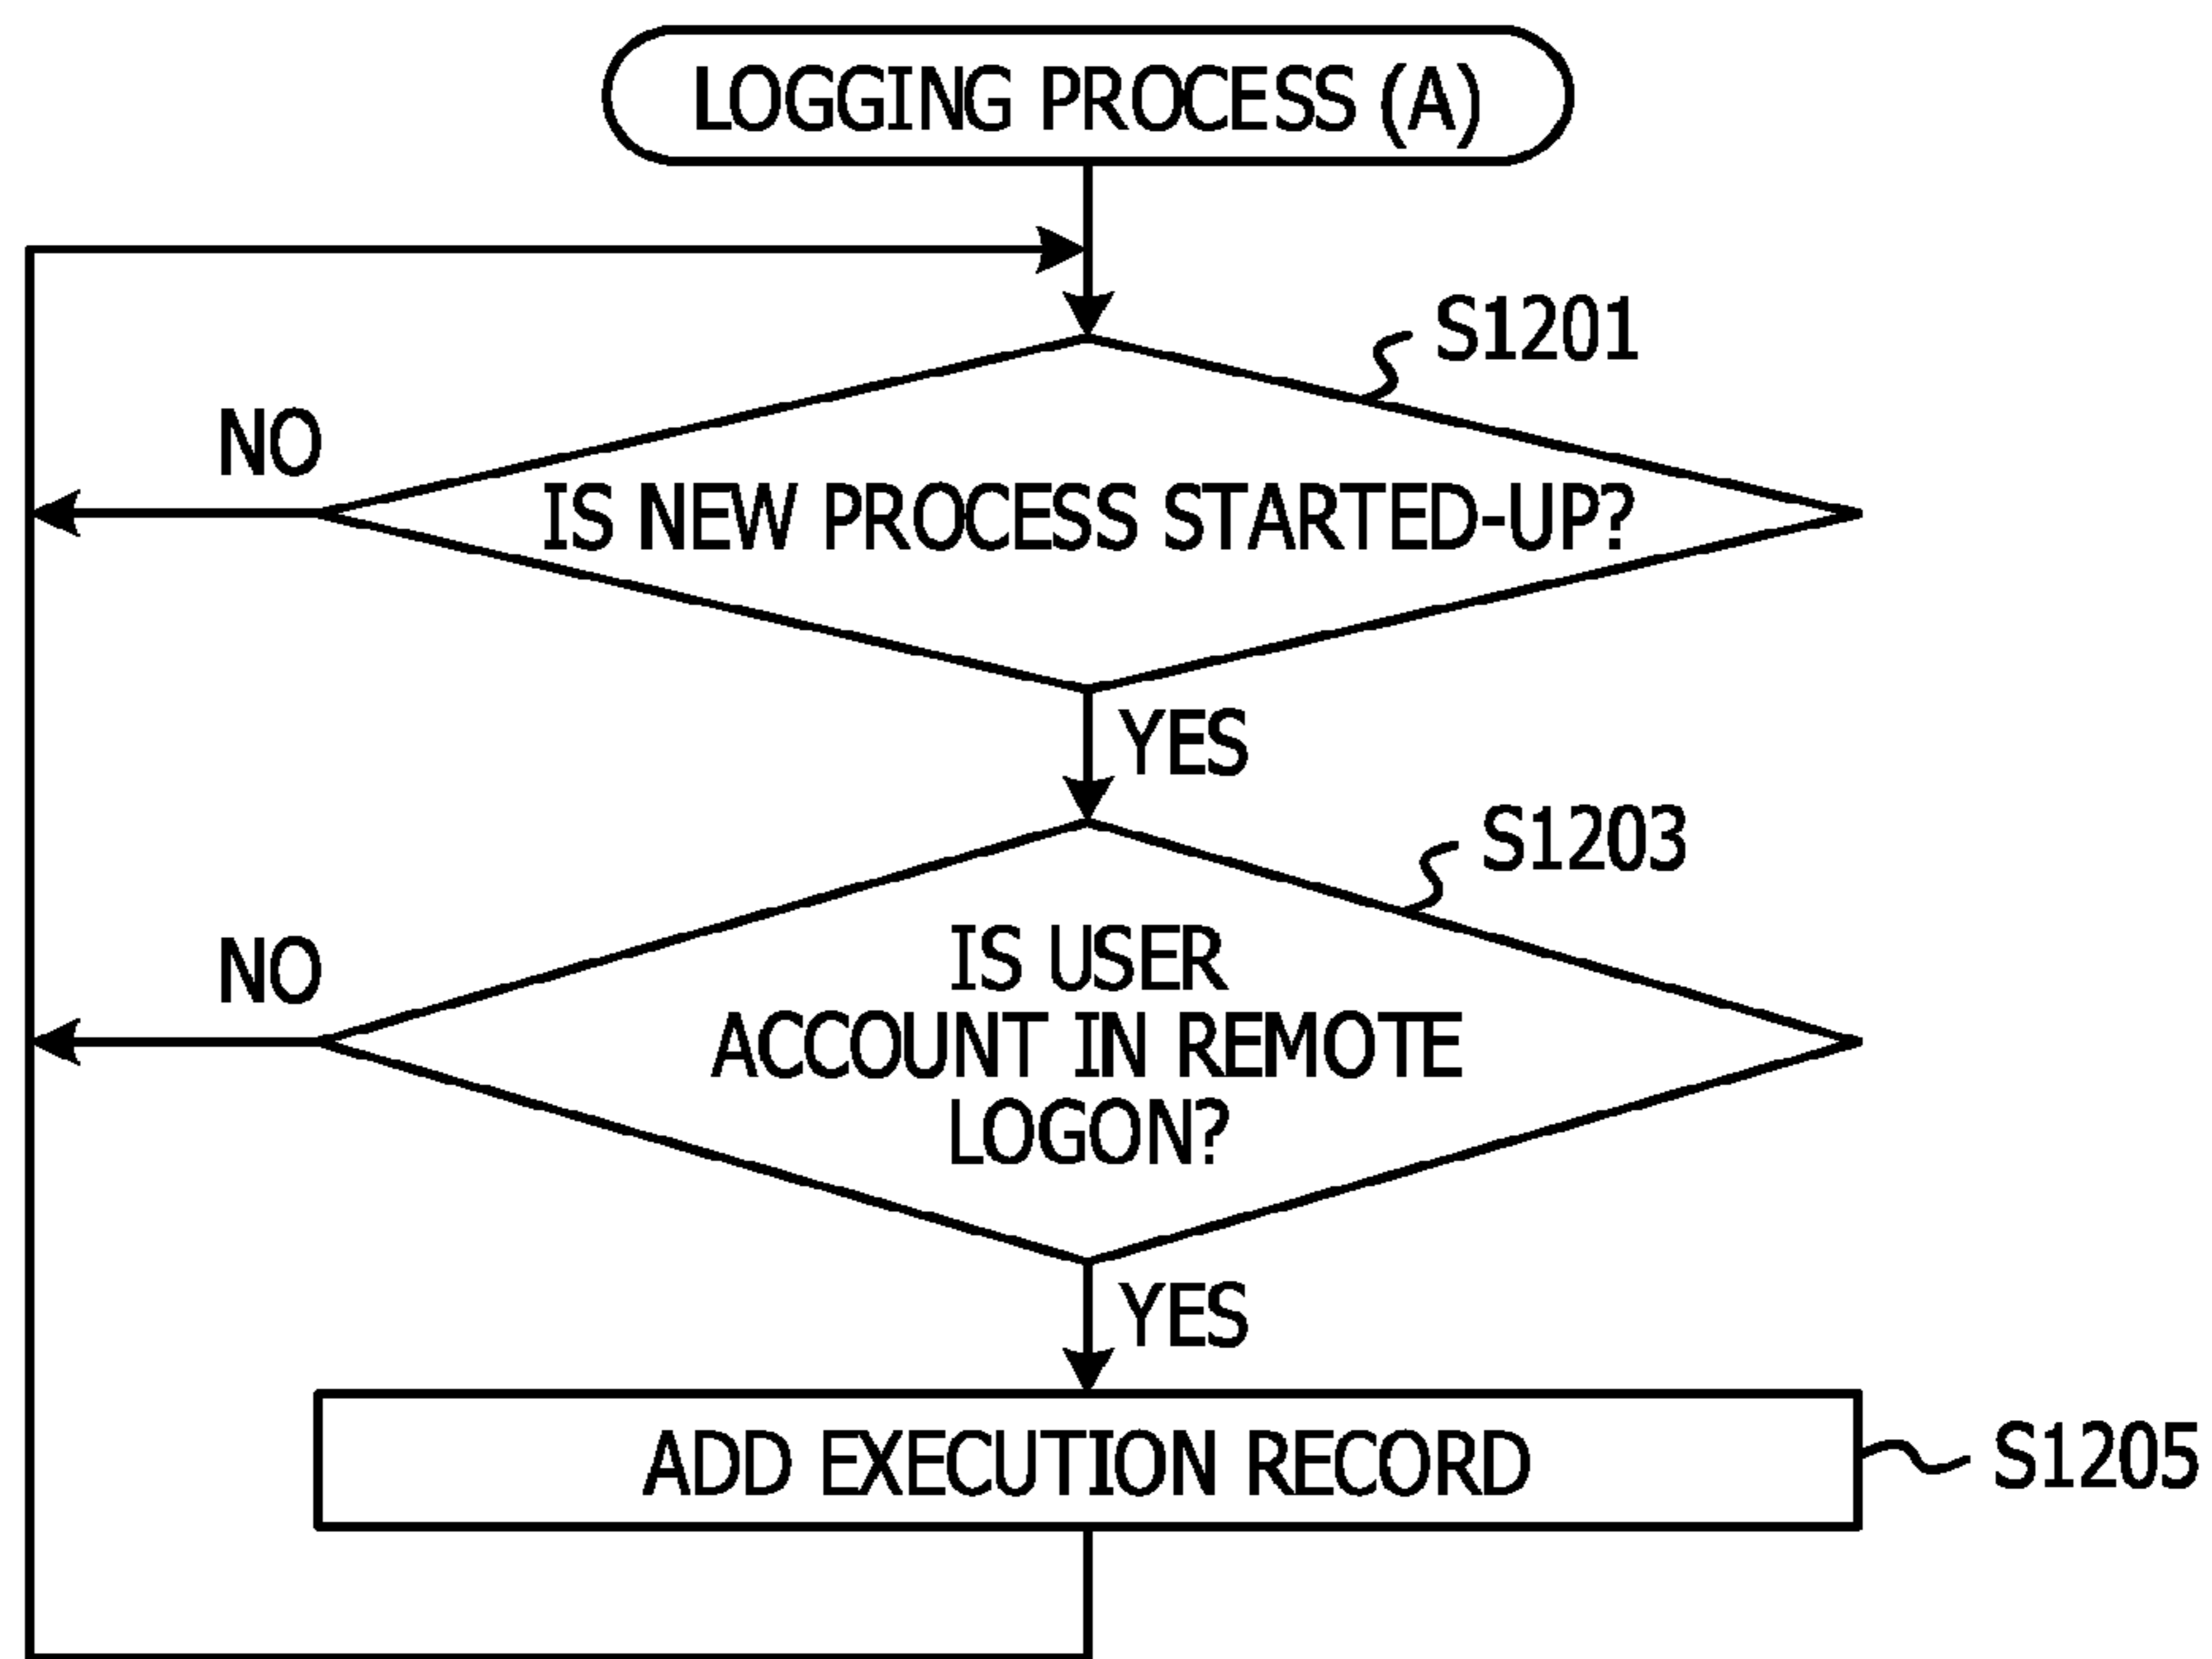 LOGGING PROCESS (A)
S1201
NO
IS NEW PROCESS STARTED-UP?
YES
S1203
NO
IS USER
ACCOUNT IN REMOTE
LOGON?
YES
ADD EXECUTION RECORD
S1205